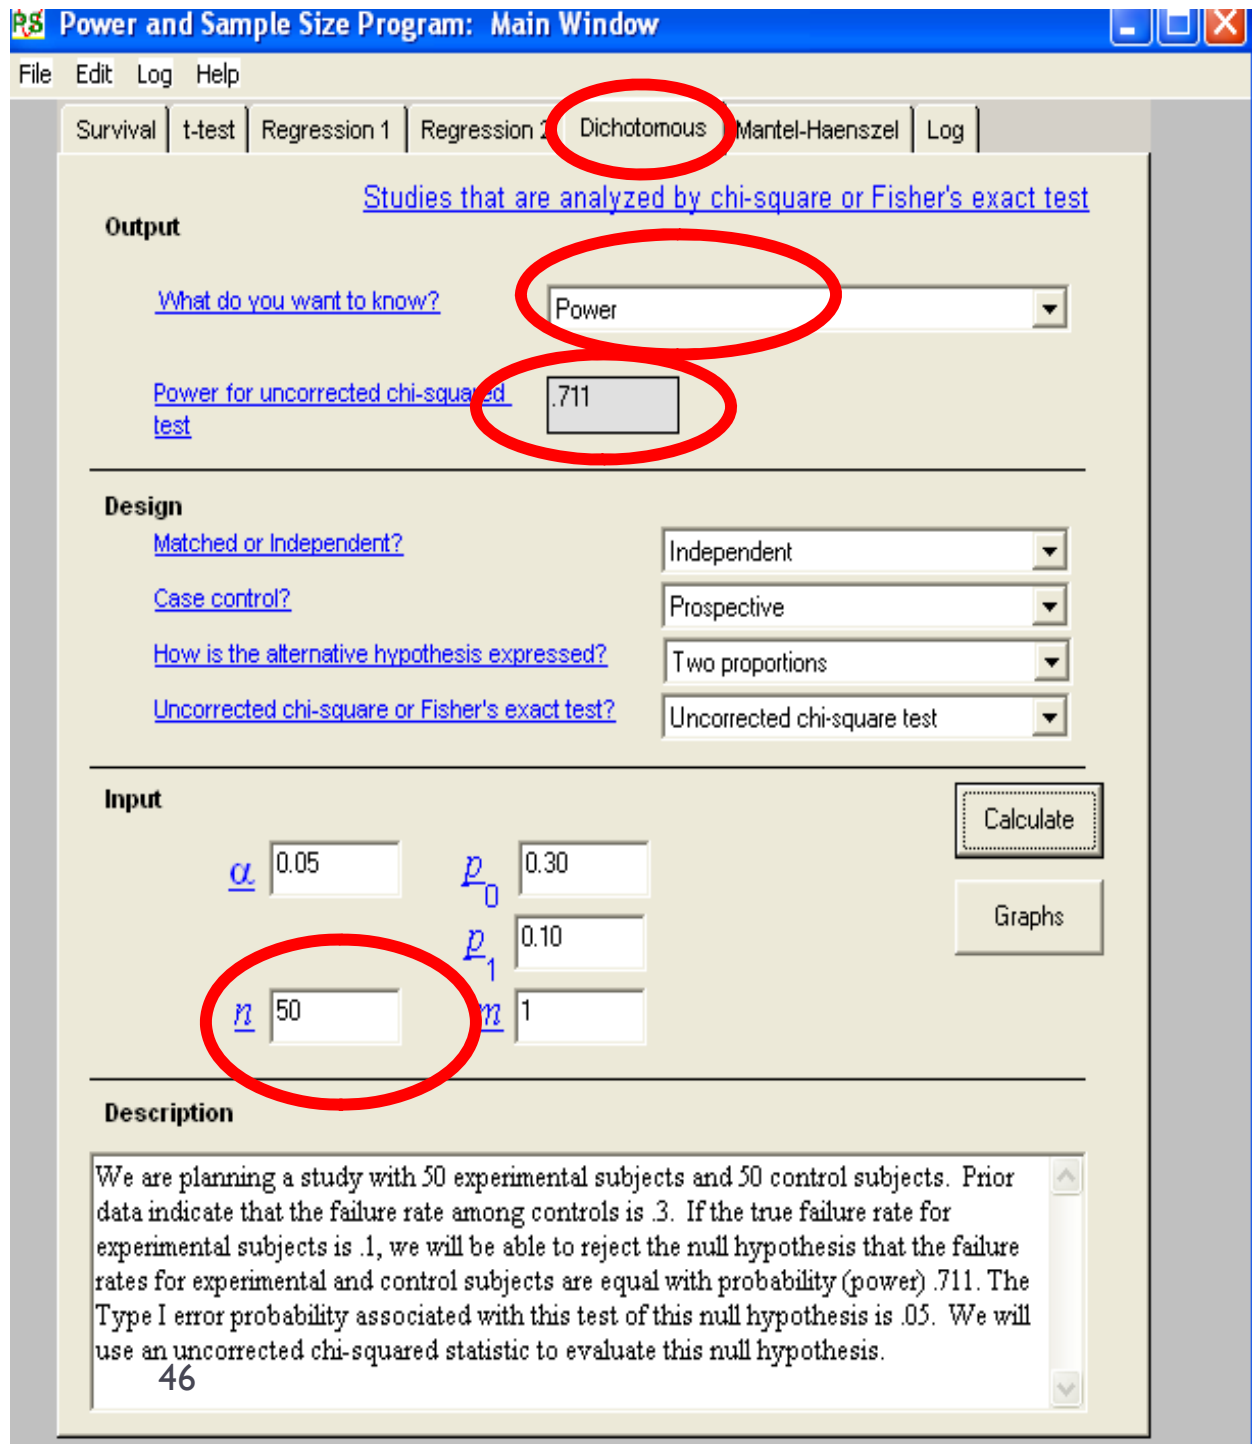 PS Power and Sample Size Program: Main Window
File Edit Log Help
Survival t-test Regression 1 Regression 2 Dichotomous Mantel-Haenszel Log
Studies that are analyzed by chi-square or Fisher's exact test
Output
What do you want to know? Power
Power for uncorrected chi-squared .711
test
Design
Matched or Independent? Independent
Case control? Prospective
How is the alternative hypothesis expressed? Two proportions
Uncorrected chi-square or Fisher's exact test? Uncorrected chi-square test
Input
Calculate
α 0.05 p0 0.30
Graphs
p1 0.10
n 50 m 1
Description
We are planning a study with 50 experimental subjects and 50 control subjects. Prior
data indicate that the failure rate among controls is .3. If the true failure rate for
experimental subjects is .1, we will be able to reject the null hypothesis that the failure
rates for experimental and control subjects are equal with probability (power) .711. The
Type I error probability associated with this test of this null hypothesis is .05. We will
use an uncorrected chi-squared statistic to evaluate this null hypothesis.
46